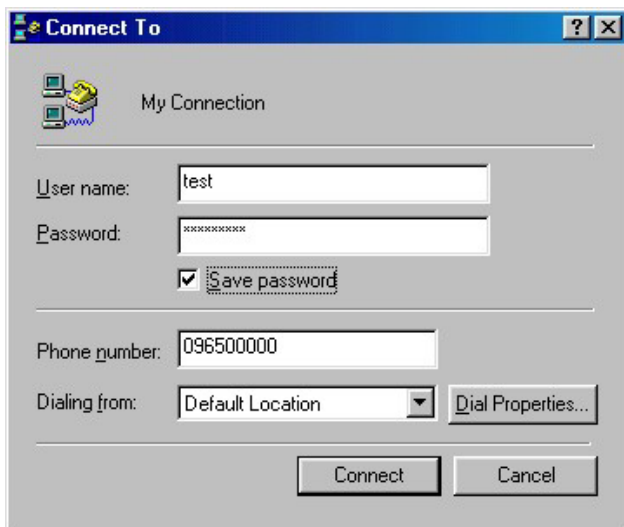 Connect To
My Connection
User name: test
Password: *********
Save password
Phone number: 096500000
Dialing from: Default Location Dial Properties...
Connect Cancel